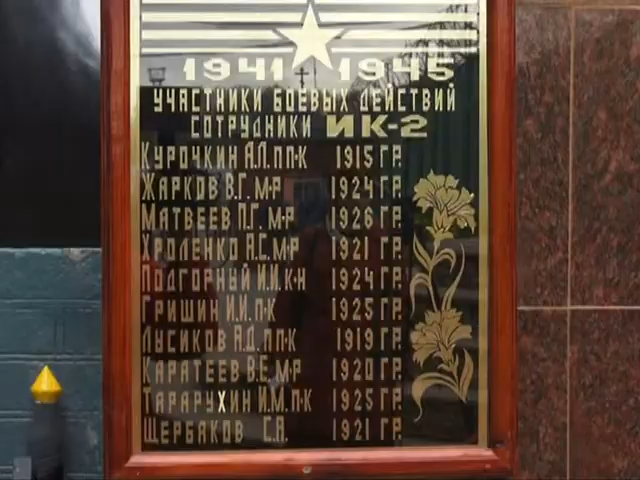 1941 1945
УЧАСТНИКИ БОЕВЫХ ДЕЙСТВИЙ
СОТРУДНИКИ ИК-2
КУРОЧКИН А.Л. П П-К 1915 Г.Р.
ЖАРКОВ В.Г. М-Р 1924 Г.Р.
МАТВЕЕВ П.Г. М-Р 1926 Г.Р.
ХРОЛЕНКО А.С. М-Р 1921 Г.Р.
ПОДГОРНЫЙ И.И. К-Н 1924 Г.Р.
ГРИШИН И.И. П-К 1925 Г.Р.
ЛУСИКОВ А.Д. П П-К 1919 Г.Р.
КАРАТЕЕВ В.Е. М-Р 1920 Г.Р.
ТАРАРУХИН И.М. П-К 1925 Г.Р.
ЩЕРБАКОВ С.А. 1921 Г.Р.